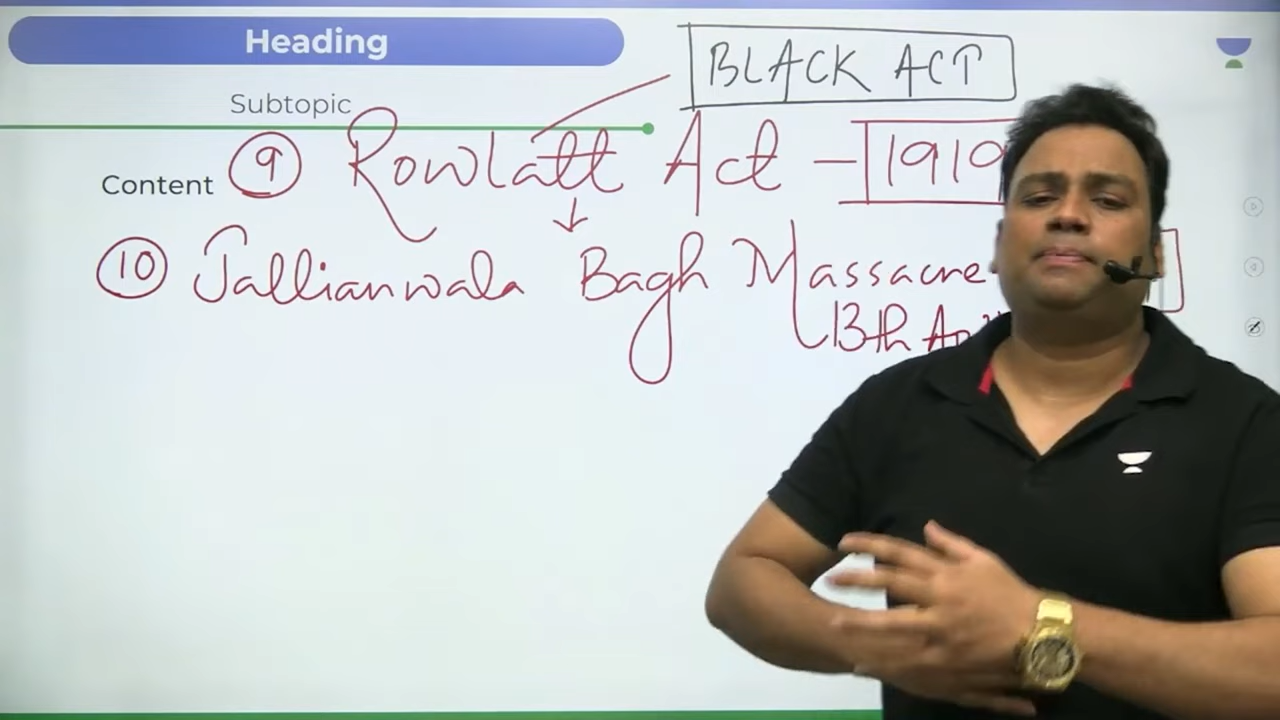 Heading
BLACK ACT
Subtopic
Content
9 Rowlatt Act - 1919
↓
10 Jallianwala Bagh Massacre
13th